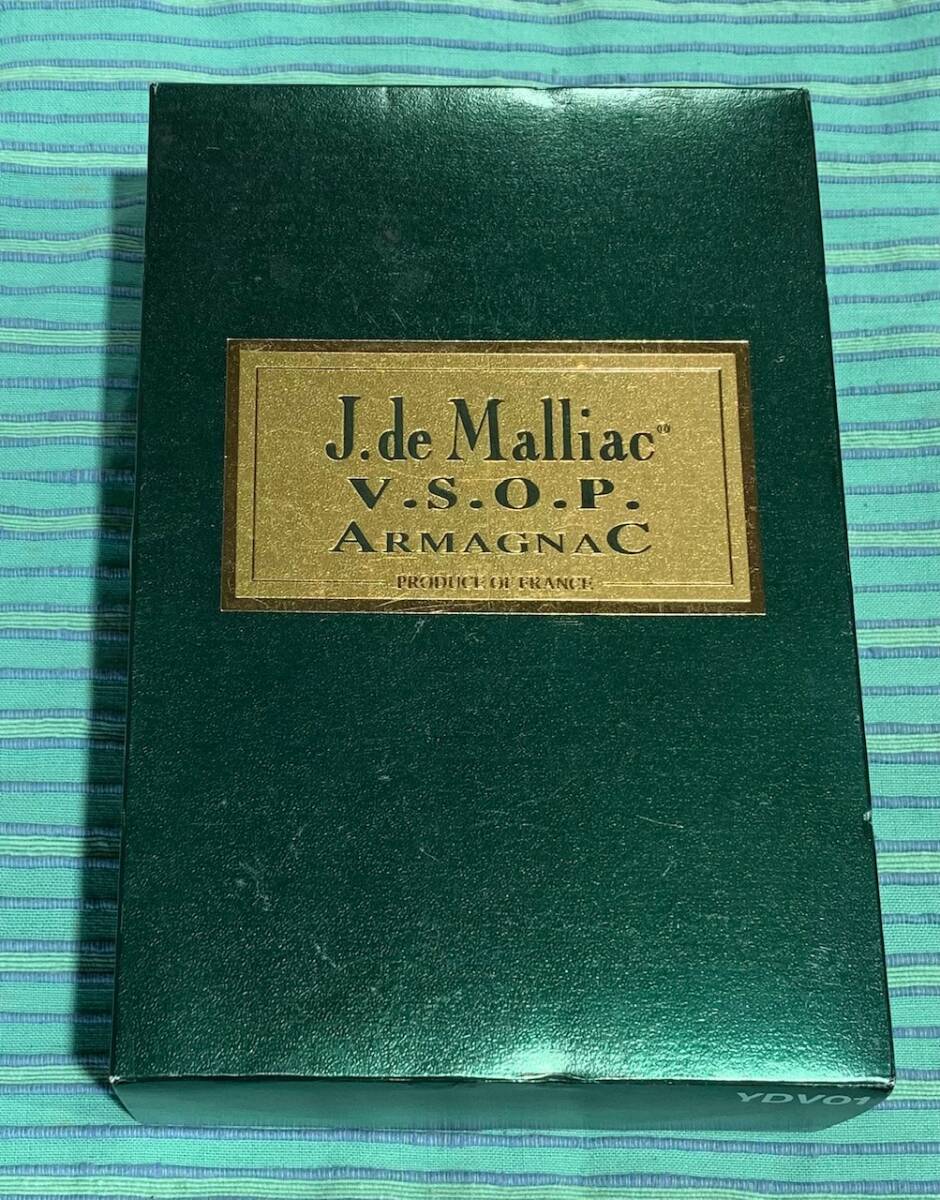 J. de Malliac
V.S.O.P.
ARMAGNAC
PRODUCE OF FRANCE
YDV01